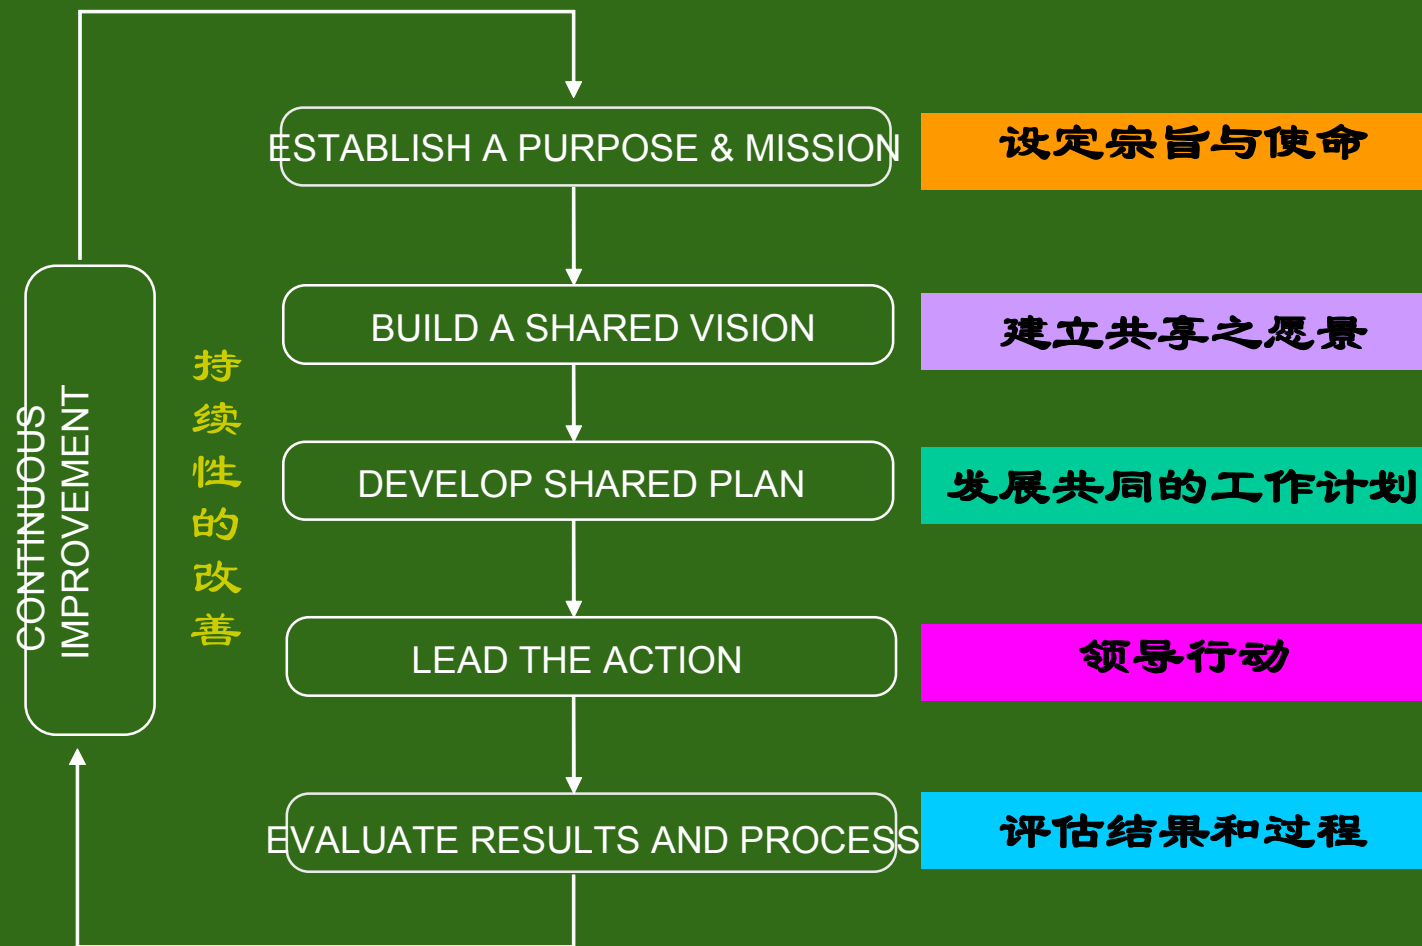 ESTABLISH A PURPOSE & MISSION
设定宗旨与使命
BUILD A SHARED VISION
建立共享之愿景
DEVELOP SHARED PLAN
发展共同的工作计划
LEAD THE ACTION
领导行动
EVALUATE RESULTS AND PROCESS
评估结果和过程
CONTINUOUS
IMPROVEMENT
持续性的改善